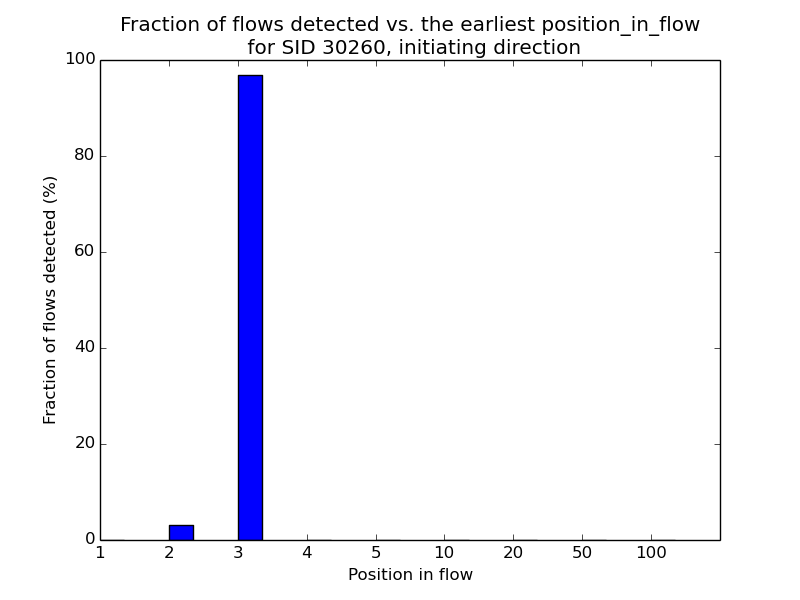 Fraction of flows detected vs. the earliest position_in_flow
for SID 30260, initiating direction
100
80
60
40
20
0
Fraction of flows detected (%)
1 2 3 4 5 10 20 50 100
Position in flow